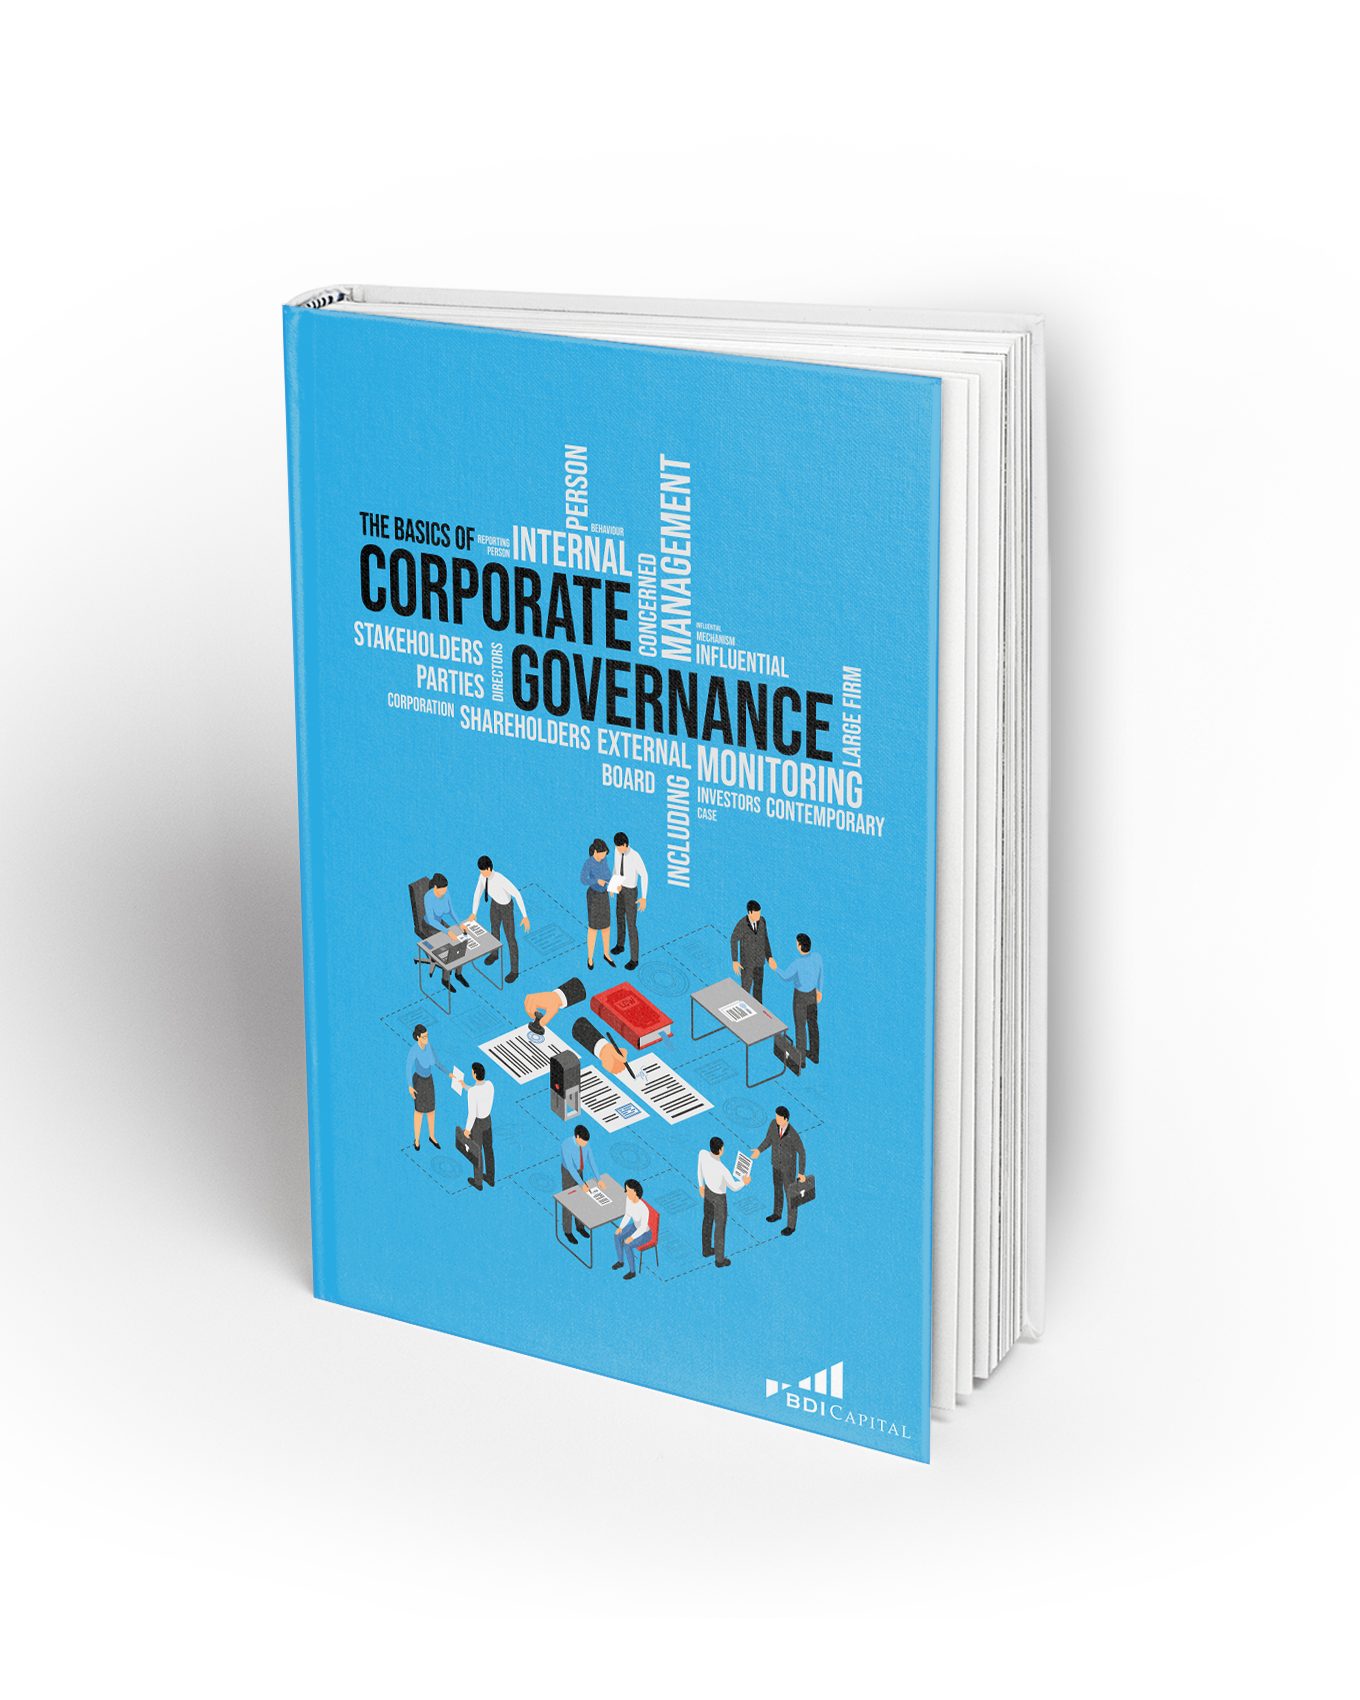 PERSON
BEHAVIOUR
THE BASICS OF
REPORTING
PERSON
INTERNAL
CORPORATE
CONCERNED
MANAGEMENT
INFLUENTIAL
MECHANISM
INFLUENTIAL
STAKEHOLDERS
DIRECTORS
PARTIES
GOVERNANCE
LARGE FIRM
CORPORATION
SHAREHOLDERS
EXTERNAL
MONITORING
BOARD
INCLUDING
INVESTORS CONTEMPORARY
CASE
LAW
BDI CAPITAL